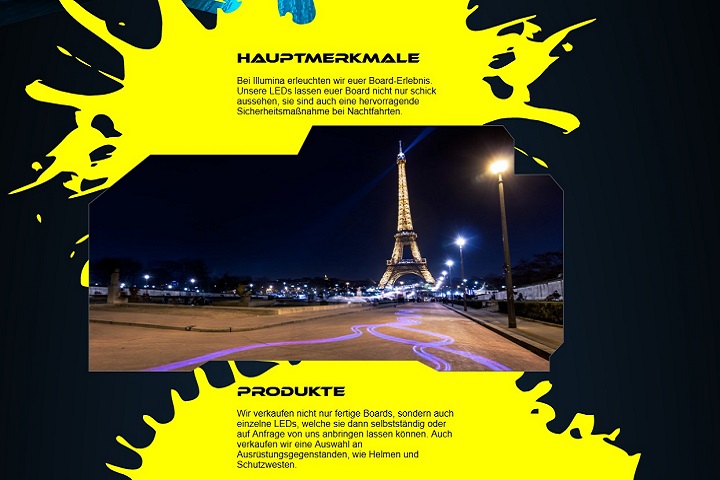 HAUPTMERKMALE
Bei Illumina erleuchten wir euer Board-Erlebnis.
Unsere LEDs lassen euer Board nicht nur schick
aussehen, sie sind auch eine hervorragende
Sicherheitsmaßnahme bei Nachtfahrten.
PRODUKTE
Wir verkaufen nicht nur fertige Boards, sondern auch
einzelne LEDs, welche sie dann selbstständig oder
auf Anfrage von uns anbringen lassen können. Auch
verkaufen wir eine Auswahl an
Ausrüstungsgegenstanden, wie Helmen und
Schutzwesten.